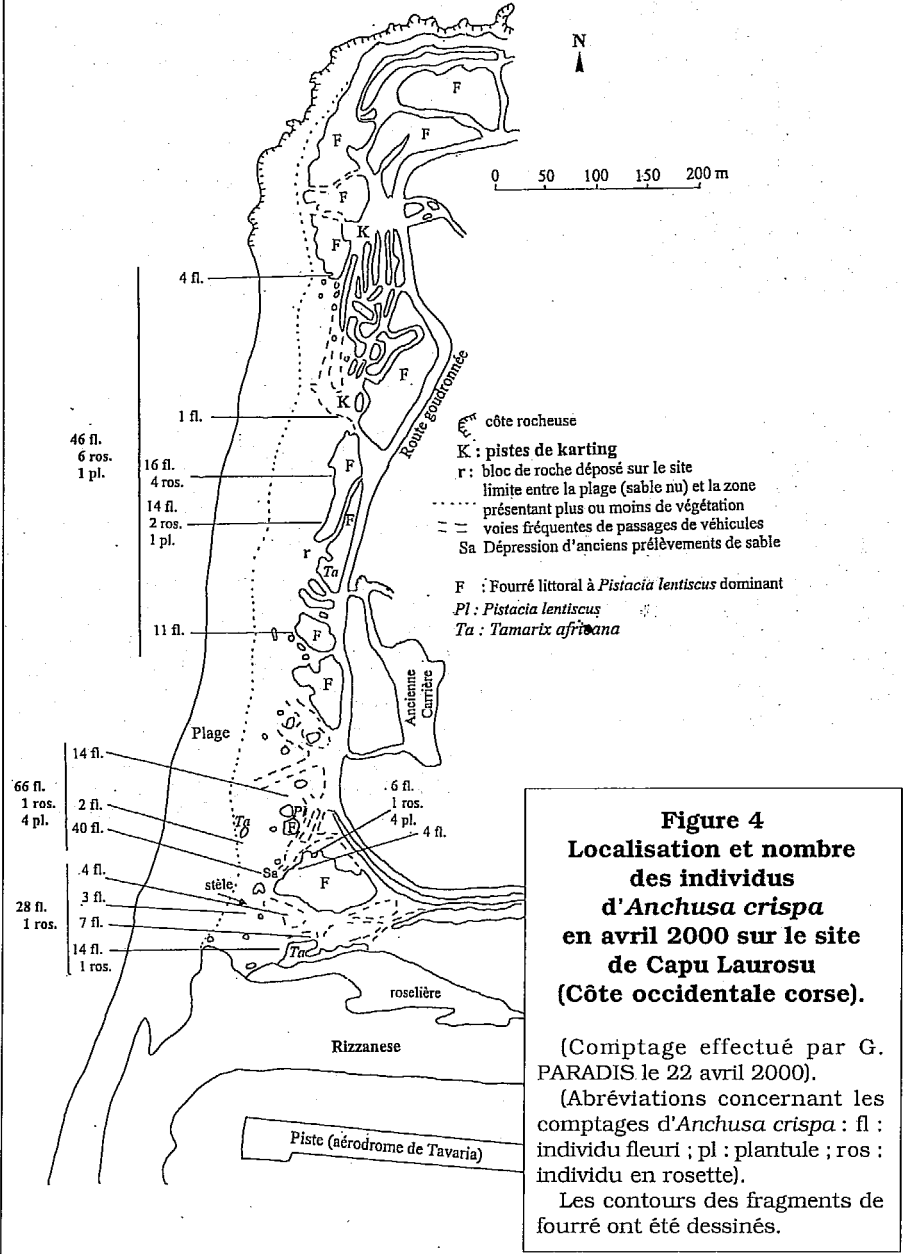 N
0 50 100 150 200 m
F
F
F
F
F
K
4 fl.
F
K
Route goudronnée
1 fl.
46 fl.
6 ros.
1 pl.
16 fl.
4 ros.
14 fl.
2 ros.
1 pl.
F
F
r
Ta
11 fl.
F
F
côte rocheuse
K : pistes de karting
r : bloc de roche déposé sur le site
limite entre la plage (sable nu) et la zone
présentant plus ou moins de végétation
voies fréquentes de passages de véhicules
Sa Dépression d'anciens prélèvements de sable
F : Fourré littoral à Pistacia lentiscus dominant
Pl : Pistacia lentiscus
Ta : Tamarix africana
Ancienne
Carrière
Plage
14 fl.
66 fl.
1 ros.
4 pl.
2 fl.
40 fl.
Ta
Pl
F
6 fl.
1 ros.
4 pl.
4 fl.
Sa
F
stèle
4 fl.
3 fl.
28 fl.
1 ros.
7 fl.
14 fl.
1 ros.
Ta
roselière
Rizzanese
Piste (aérodrome de Tavaria)
Figure 4
Localisation et nombre
des individus
d'Anchusa crispa
en avril 2000 sur le site
de Capu Laurosu
(Côte occidentale corse).
(Comptage effectué par G.
PARADIS le 22 avril 2000).
(Abréviations concernant les
comptages d'Anchusa crispa : fl :
individu fleuri ; pl : plantule ; ros :
individu en rosette).
Les contours des fragments de
fourré ont été dessinés.